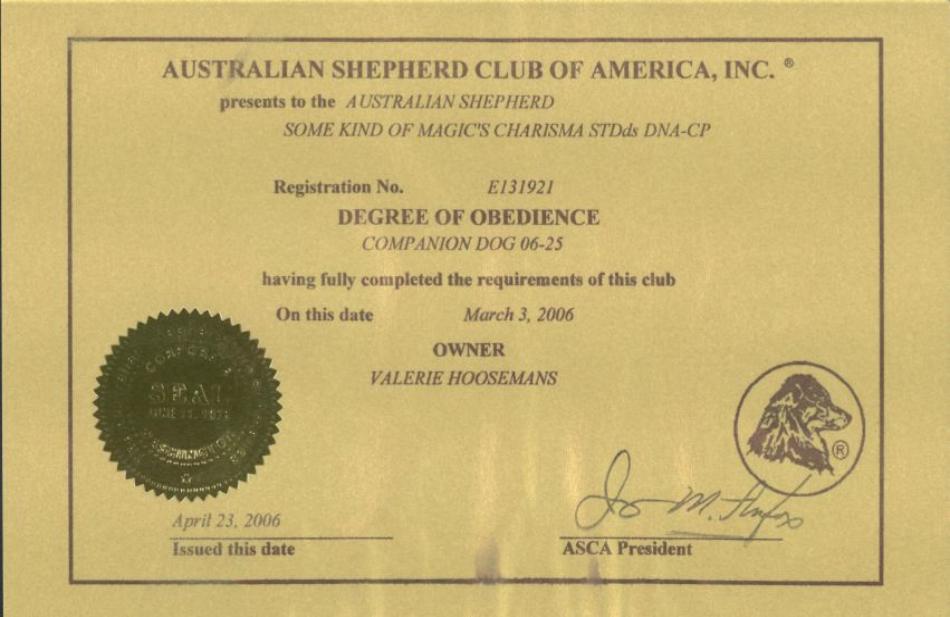 AUSTRALIAN SHEPHERD CLUB OF AMERICA, INC. ®
presents to the AUSTRALIAN SHEPHERD
SOME KIND OF MAGIC'S CHARISMA STDds DNA-CP
Registration No. E131921
DEGREE OF OBEDIENCE
COMPANION DOG 06-25
having fully completed the requirements of this club
On this date March 3, 2006
OWNER
VALERIE HOOSEMANS
SEAL
®
April 23, 2006
Issued this date
ASCA President